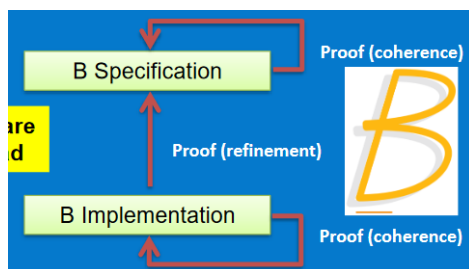 Proof (coherence)
B Specification
are
d
Proof (refinement)
B
B Implementation
Proof (coherence)